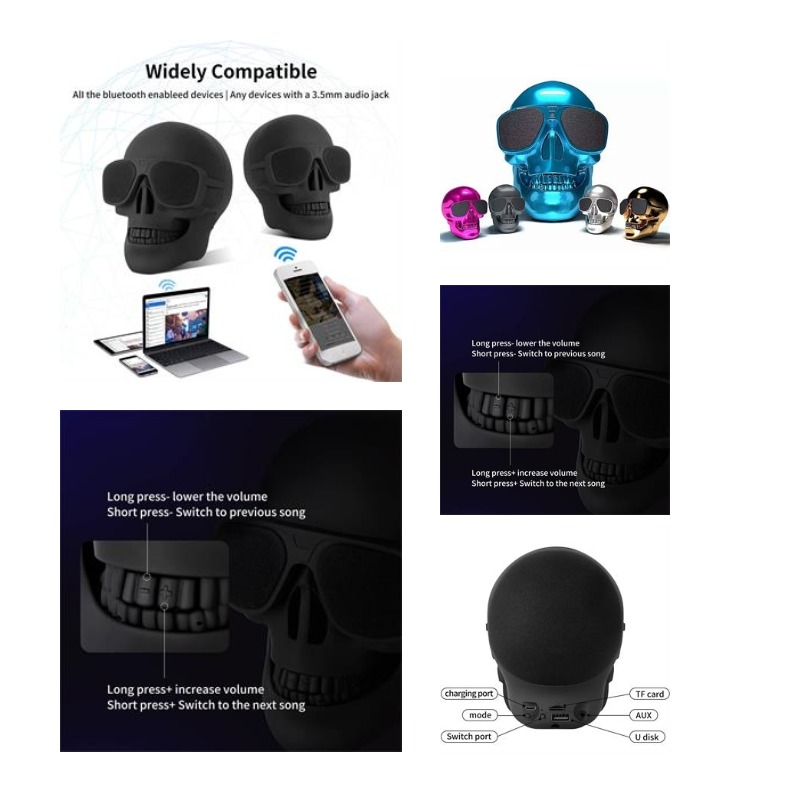 Widely Compatible
All the bluetooth enableed devices | Any devices with a 3.5mm audio jack
Long press- lower the volume
Short press- Switch to previous song
Long press+ increase volume
Short press+ Switch to the next song
Long press- lower the volume
Short press- Switch to previous song
Long press+ increase volume
Short press+ Switch to the next song
charging port
TF card
mode
AUX
Switch port
U disk